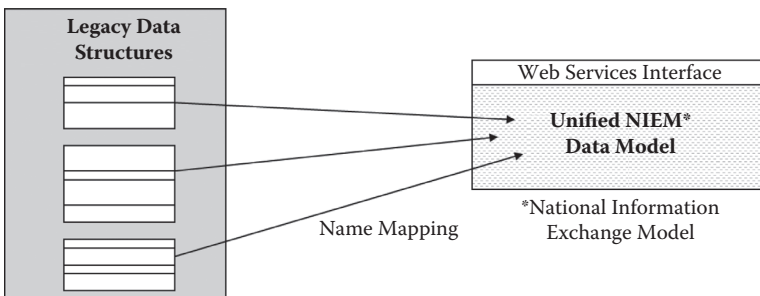 Legacy Data
Structures
Web Services Interface
Unified NIEM*
Data Model
*National Information
Exchange Model
Name Mapping